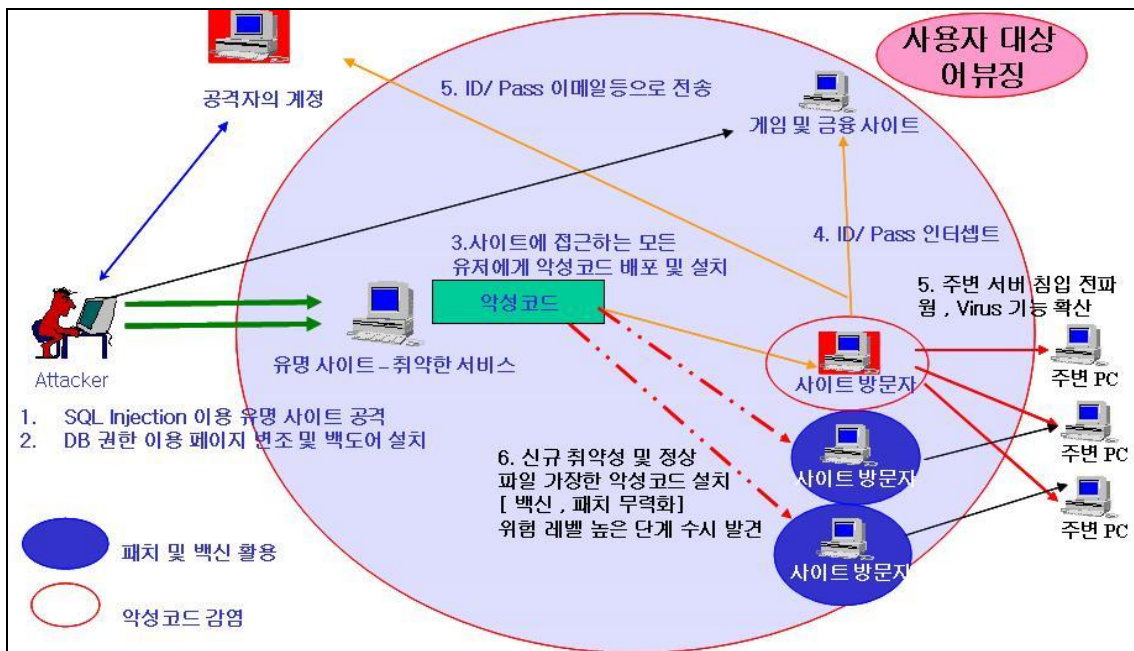 사용자 대상
어뷰징
공격자의 계정
5. ID/ Pass 이메일등으로 전송
게임 및 금융 사이트
3.사이트에 접근하는 모든
유저에게 악성코드 배포 및 설치
4. ID/ Pass 인터셉트
악성코드
5. 주변 서버 침입 전파
웜 , Virus 기능 확산
Attacker
유명 사이트 – 취약한 서비스
사이트 방문자
주변 PC
1. SQL Injection 이용 유명 사이트 공격
2. DB 권한 이용 페이지 변조 및 백도어 설치
주변 PC
6. 신규 취약성 및 정상
파일 가장한 악성코드 설치
[ 백신 , 패치 무력화]
위험 레벨 높은 단계 수시 발견
사이트 방문자
주변 PC
사이트 방문자
패치 및 백신 활용
악성코드 감염